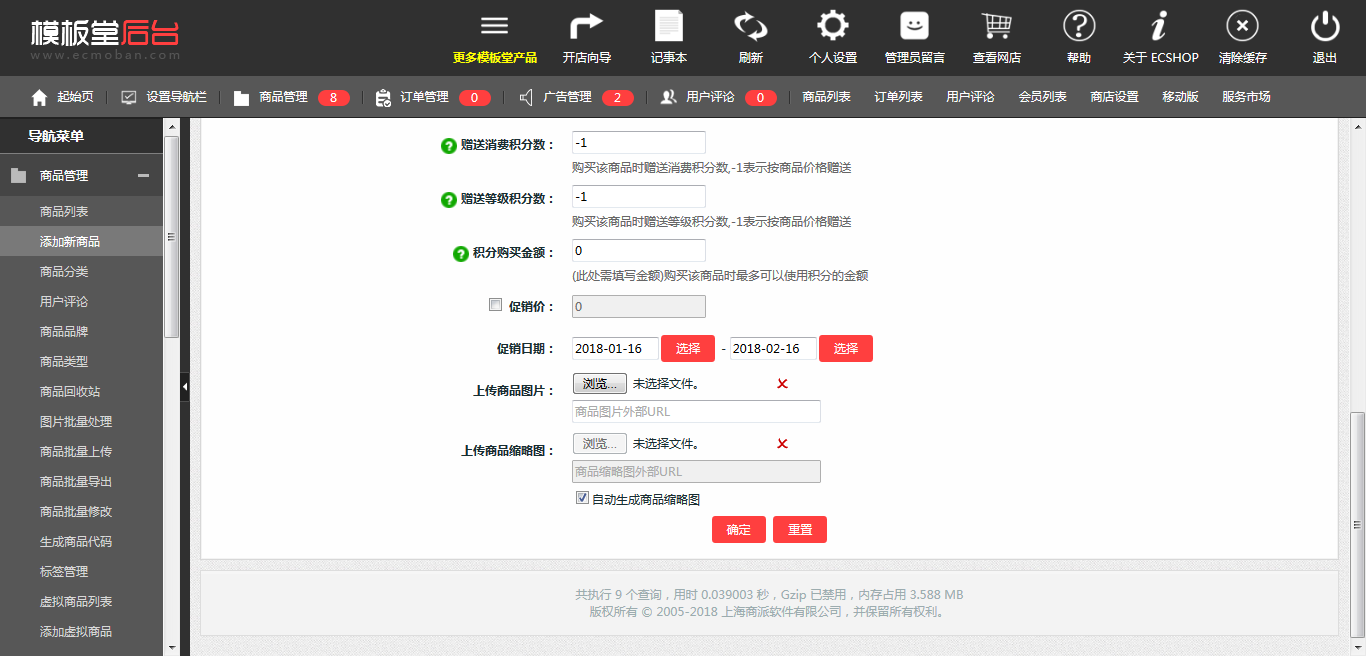 模板堂后台
www.ecmoban.com
更多模板堂产品
开店向导
记事本
刷新
个人设置
管理员留言
查看网店
帮助
关于 ECSHOP
清除缓存
退出
起始页
设置导航栏
商品管理 8
订单管理 0
广告管理 2
用户评论 0
商品列表
订单列表
用户评论
会员列表
商店设置
移动版
服务市场
导航菜单
商品管理
商品列表
添加新商品
商品分类
用户评论
商品品牌
商品类型
商品回收站
图片批量处理
商品批量上传
商品批量导出
商品批量修改
生成商品代码
标签管理
虚拟商品列表
添加虚拟商品
赠送消费积分数： -1
购买该商品时赠送消费积分数,-1表示按商品价格赠送
赠送等级积分数： -1
购买该商品时赠送等级积分数,-1表示按商品价格赠送
积分购买金额： 0
(此处需填写金额)购买该商品时最多可以使用积分的金额
促销价： 0
促销日期： 2018-01-16 选择 - 2018-02-16 选择
上传商品图片： 浏览... 未选择文件。
商品图片外部URL
上传商品缩略图： 浏览... 未选择文件。
商品缩略图外部URL
自动生成商品缩略图
确定 重置
共执行 9 个查询，用时 0.039003 秒，Gzip 已禁用，内存占用 3.588 MB
版权所有 © 2005-2018 上海商派软件有限公司，并保留所有权利。